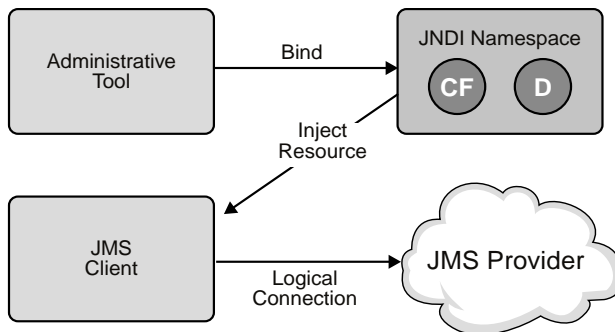 Administrative
Tool
Bind
JNDI Namespace
CF
D
Inject
Resource
JMS
Client
Logical
Connection
JMS Provider